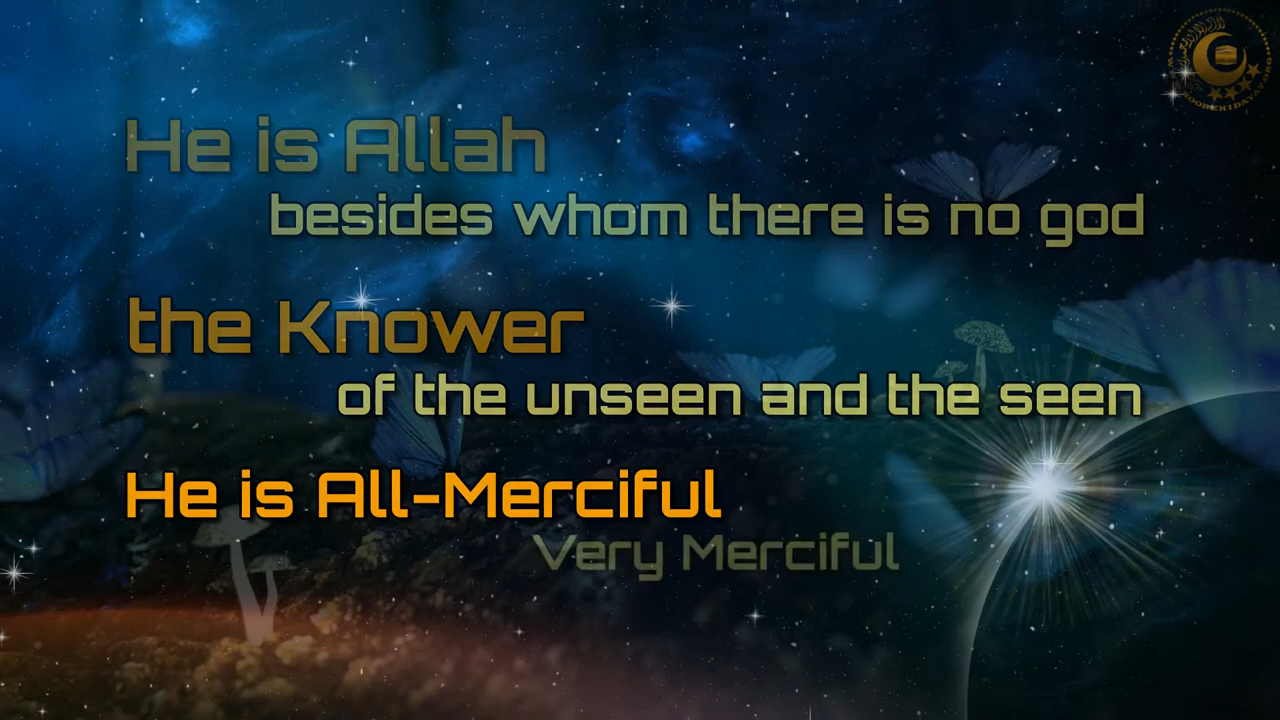 He is Allah
besides whom there is no god
the Knower
of the unseen and the seen
He is All-Merciful
Very Merciful